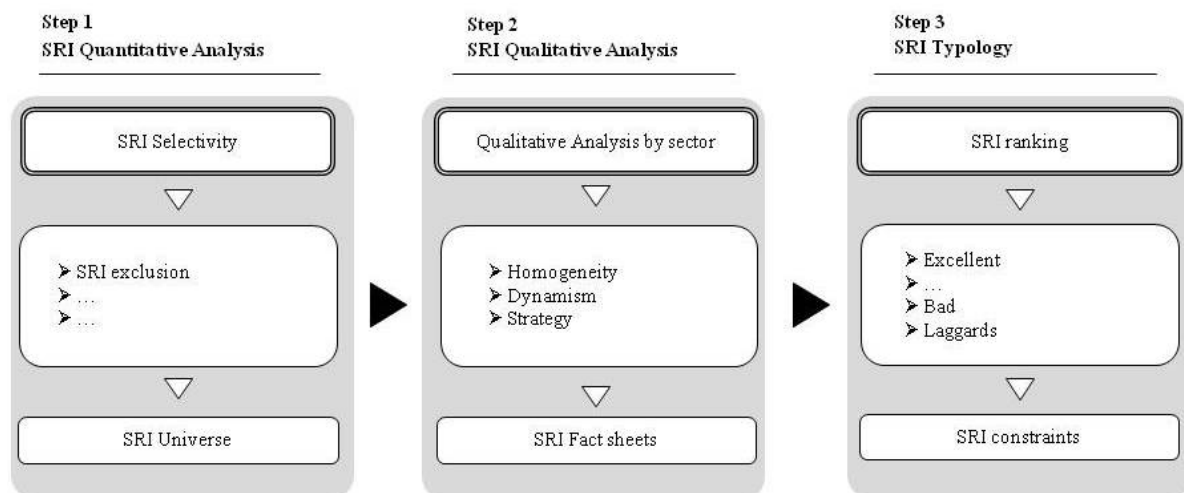 Step 1
SRI Quantitative Analysis
SRI Selectivity
➢ SRI exclusion
➢ …
➢ …
SRI Universe
Step 2
SRI Qualitative Analysis
Qualitative Analysis by sector
➢ Homogeneity
➢ Dynamism
➢ Strategy
SRI Fact sheets
Step 3
SRI Typology
SRI ranking
➢ Excellent
➢ …
➢ Bad
➢ Laggards
SRI constraints